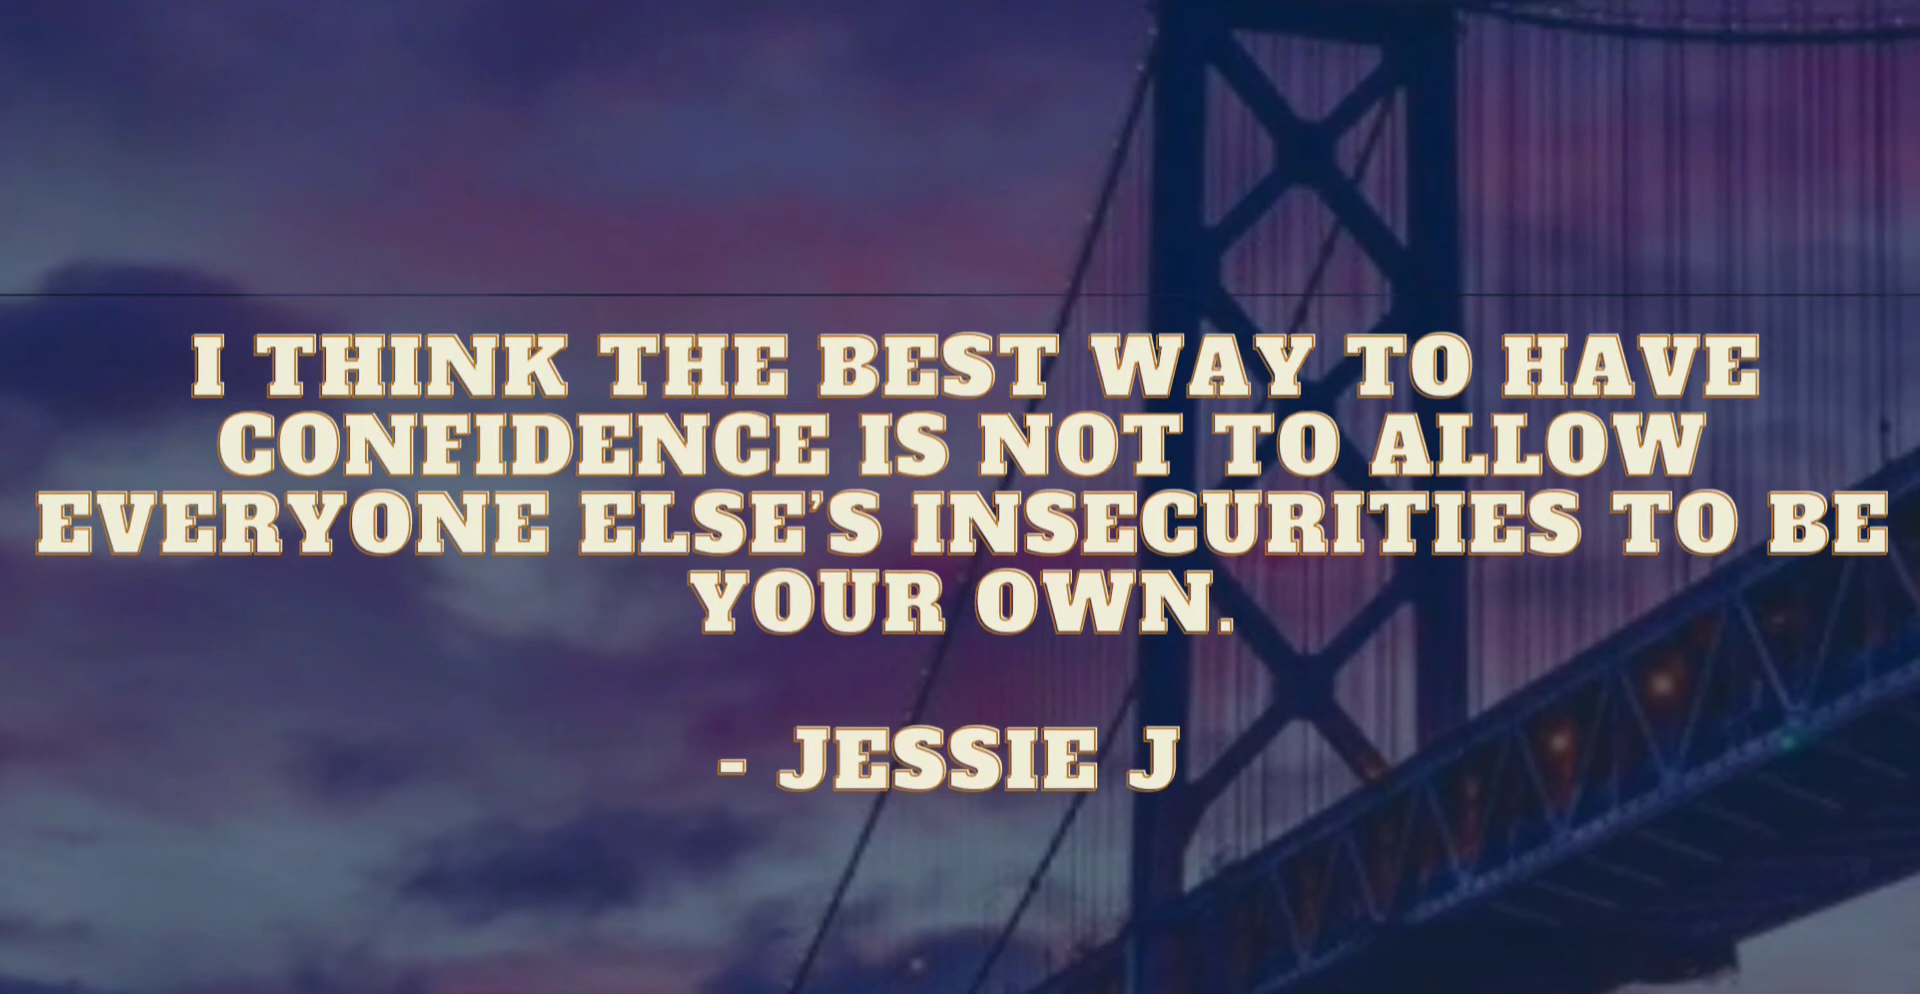 I THINK THE BEST WAY TO HAVE
CONFIDENCE IS NOT TO ALLOW
EVERYONE ELSE’S INSECURITIES TO BE
YOUR OWN.
- JESSIE J